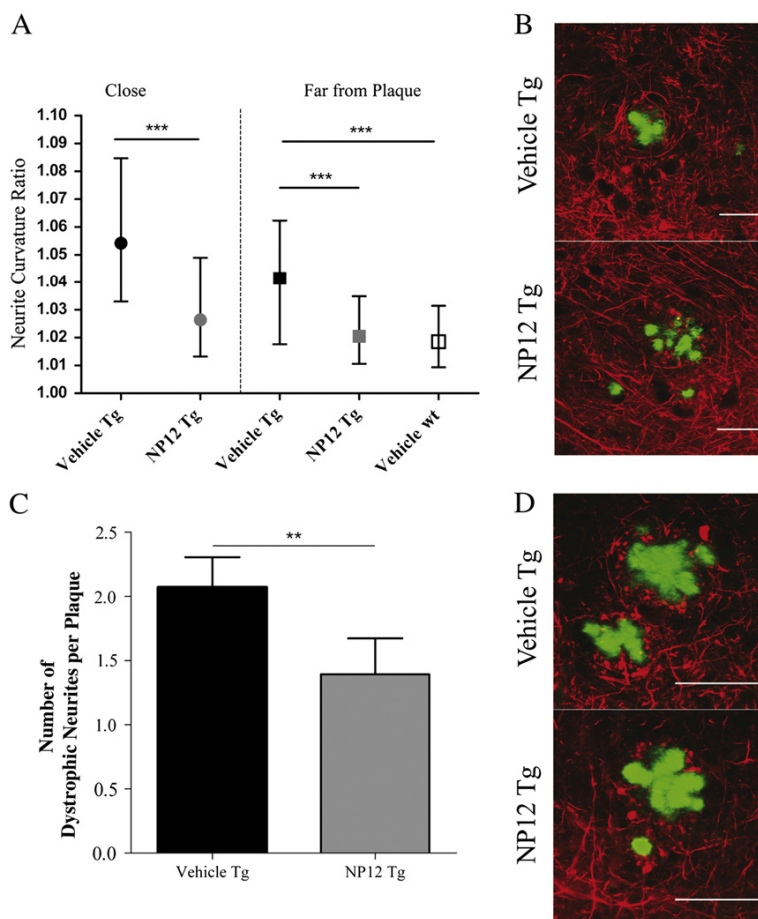 A
Close
Far from Plaque
Neurite Curvature Ratio
1.10
1.09
1.08
1.07
1.06
1.05
1.04
1.03
1.02
1.01
1.00
***
***
***
Vehicle Tg
NP12 Tg
Vehicle Tg
NP12 Tg
Vehicle wt
B
Vehicle Tg
NP12 Tg
C
Number of
Dystrophic Neurites per Plaque
2.5
2.0
1.5
1.0
0.5
0.0
**
Vehicle Tg
NP12 Tg
D
Vehicle Tg
NP12 Tg